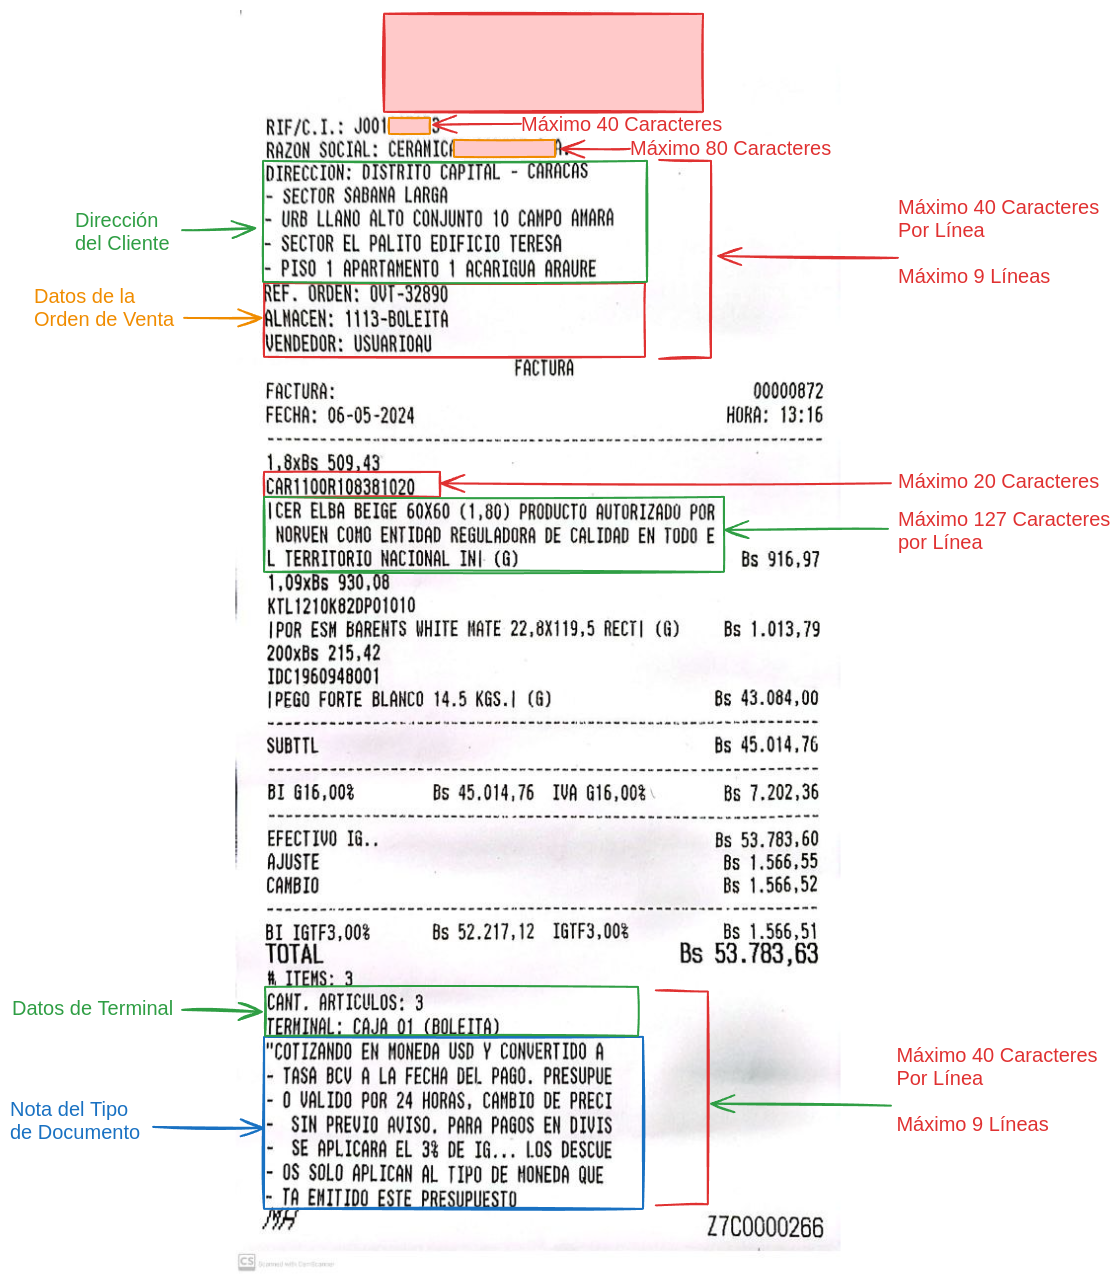 RIF/C.I.: J001 3
Máximo 40 Caracteres
RAZON SOCIAL: CERAMICA A.
Máximo 80 Caracteres
DIRECCION: DISTRITO CAPITAL - CARACAS
- SECTOR SABANA LARGA
- URB LLANO ALTO CONJUNTO 10 CAMPO AMARA
- SECTOR EL PALITO EDIFICIO TERESA
- PISO 1 APARTAMENTO 1 ACARIGUA ARAURE
Dirección
del Cliente
Máximo 40 Caracteres
Por Línea
Máximo 9 Líneas
REF. ORDEN: OVT-32890
ALMACEN: 1113-BOLEITA
VENDEDOR: USUARIOAU
Datos de la
Orden de Venta
FACTURA
FACTURA: 00000872
FECHA: 06-05-2024 HORA: 13:16
1,8xBs 509,43
CAR1100R108381020
Máximo 20 Caracteres
|CER ELBA BEIGE 60X60 (1,80) PRODUCTO AUTORIZADO POR
NORVEN COMO ENTIDAD REGULADORA DE CALIDAD EN TODO E
L TERRITORIO NACIONAL IN| (G) Bs 916,97
Máximo 127 Caracteres
por Línea
1,09xBs 930,08
KTL1210K82DP01010
|POR ESM BARENTS WHITE MATE 22,8X119,5 RECT| (G) Bs 1.013,79
200xBs 215,42
IDC1960948001
|PEGO FORTE BLANCO 14.5 KGS.| (G) Bs 43.084,00
SUBTTL Bs 45.014,76
BI G16,00% Bs 45.014,76 IVA G16,00% Bs 7.202,36
EFECTIVO IG.. Bs 53.783,60
AJUSTE Bs 1.566,55
CAMBIO Bs 1.566,52
BI IGTF3,00% Bs 52.217,12 IGTF3,00% Bs 1.566,51
TOTAL Bs 53.783,63
# ITEMS: 3
CANT. ARTICULOS: 3
TERMINAL: CAJA 01 (BOLEITA)
Datos de Terminal
"COTIZANDO EN MONEDA USD Y CONVERTIDO A
- TASA BCV A LA FECHA DEL PAGO. PRESUPUE
- O VALIDO POR 24 HORAS, CAMBIO DE PRECI
- SIN PREVIO AVISO. PARA PAGOS EN DIVIS
- SE APLICARA EL 3% DE IG... LOS DESCUE
- OS SOLO APLICAN AL TIPO DE MONEDA QUE
- TA EMITIDO ESTE PRESUPUESTO
Nota del Tipo
de Documento
Máximo 40 Caracteres
Por Línea
Máximo 9 Líneas
MH Z7C0000266
CS Scanned with CamScanner